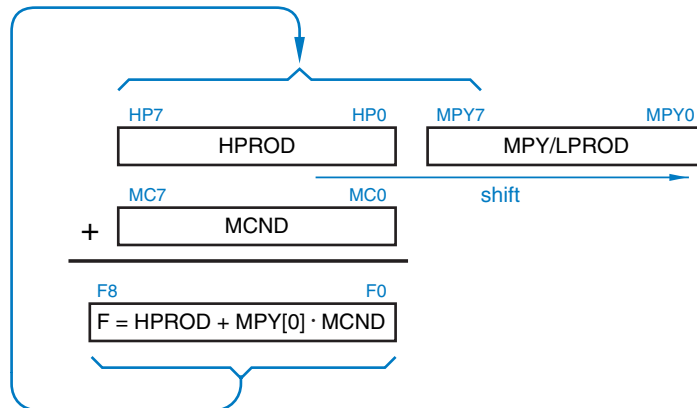 HP7 HP0 MPY7 MPY0
HPROD MPY/LPROD
shift
MC7 MC0
+ MCND
F8 F0
F = HPROD + MPY[0] · MCND